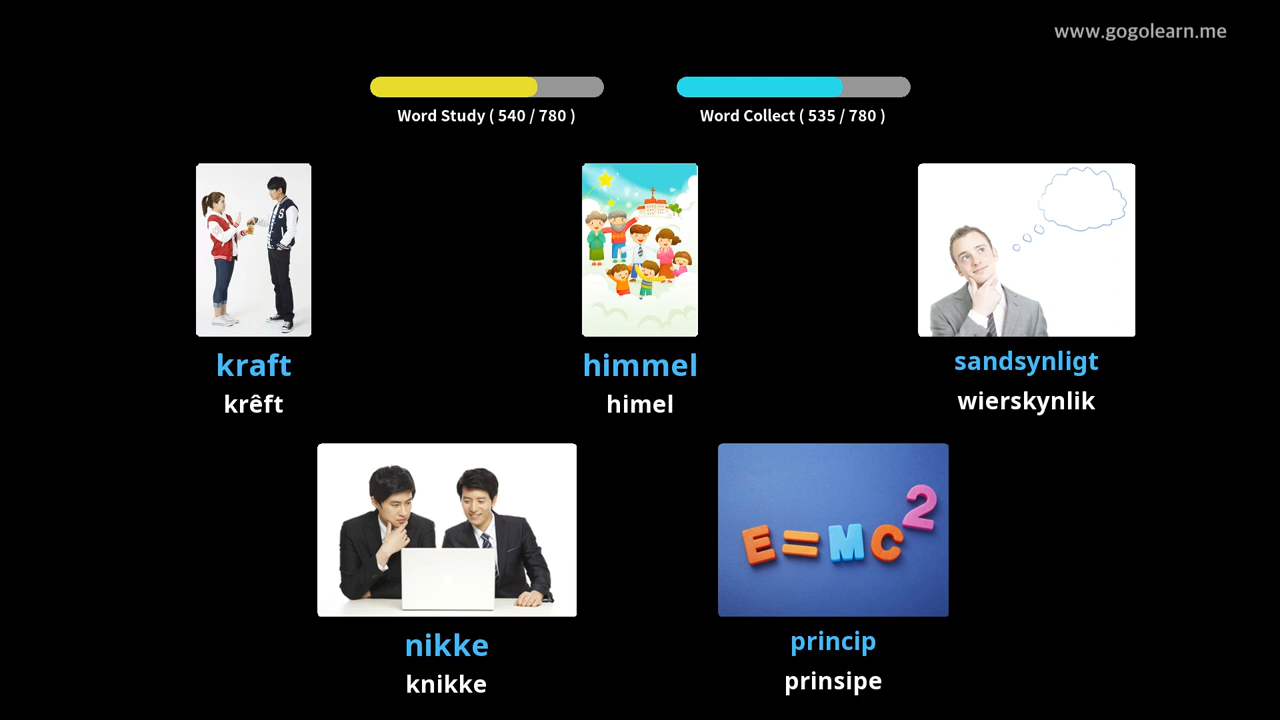 www.gogolearn.me
Word Study ( 540 / 780 )
Word Collect ( 535 / 780 )
kraft
krêft
himmel
himel
sandsynligt
wierskynlik
nikke
knikke
E=MC2
princip
prinsipe